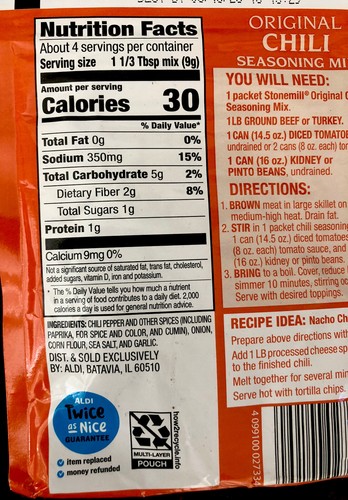 Nutrition Facts
About 4 servings per container
Serving size 1 1/3 Tbsp mix (9g)
Amount per serving
Calories 30
% Daily Value*
Total Fat 0g 0%
Sodium 350mg 15%
Total Carbohydrate 5g 2%
Dietary Fiber 2g 8%
Total Sugars 1g
Protein 1g
Calcium 9mg 0%
Not a significant source of saturated fat, trans fat, cholesterol,
added sugars, vitamin D, iron and potassium.
* The % Daily Value tells you how much a nutrient
in a serving of food contributes to a daily diet. 2,000
calories a day is used for general nutrition advice.
INGREDIENTS: CHILI PEPPER AND OTHER SPICES (INCLUDING
PAPRIKA, FOR SPICE AND COLOR, AND CUMIN), ONION,
CORN FLOUR, SEA SALT, AND GARLIC.
DIST. & SOLD EXCLUSIVELY
BY: ALDI, BATAVIA, IL 60510
ALDI
Twice
as Nice
GUARANTEE
item replaced
money refunded
MULTI-LAYER
POUCH
how2recycle.info
ORIGINAL
CHILI
SEASONING MI
YOU WILL NEED:
1 packet Stonemill® Original C
Seasoning Mix.
1LB GROUND BEEF or TURKEY.
1 CAN (14.5 oz.) DICED TOMATOE
undrained or 2 cans (8 oz. each) tom
1 CAN (16 oz.) KIDNEY or
PINTO BEANS, undrained.
DIRECTIONS:
1. BROWN meat in large skillet on
medium-high heat. Drain fat.
2. STIR in 1 packet chili seasoning
1 can (14.5 oz.) diced tomatoes
(8 oz. each) tomato sauce, and
(16 oz.) kidney or pinto beans.
3. BRING to a boil. Cover, reduce
simmer 10 minutes, stirring oc
Serve with desired toppings.
RECIPE IDEA: Nacho Ch
Prepare above directions with
Add 1 LB processed cheese sp
to the finished chili.
Melt together for several min
Serve hot with tortilla chips.
4 099100 027334